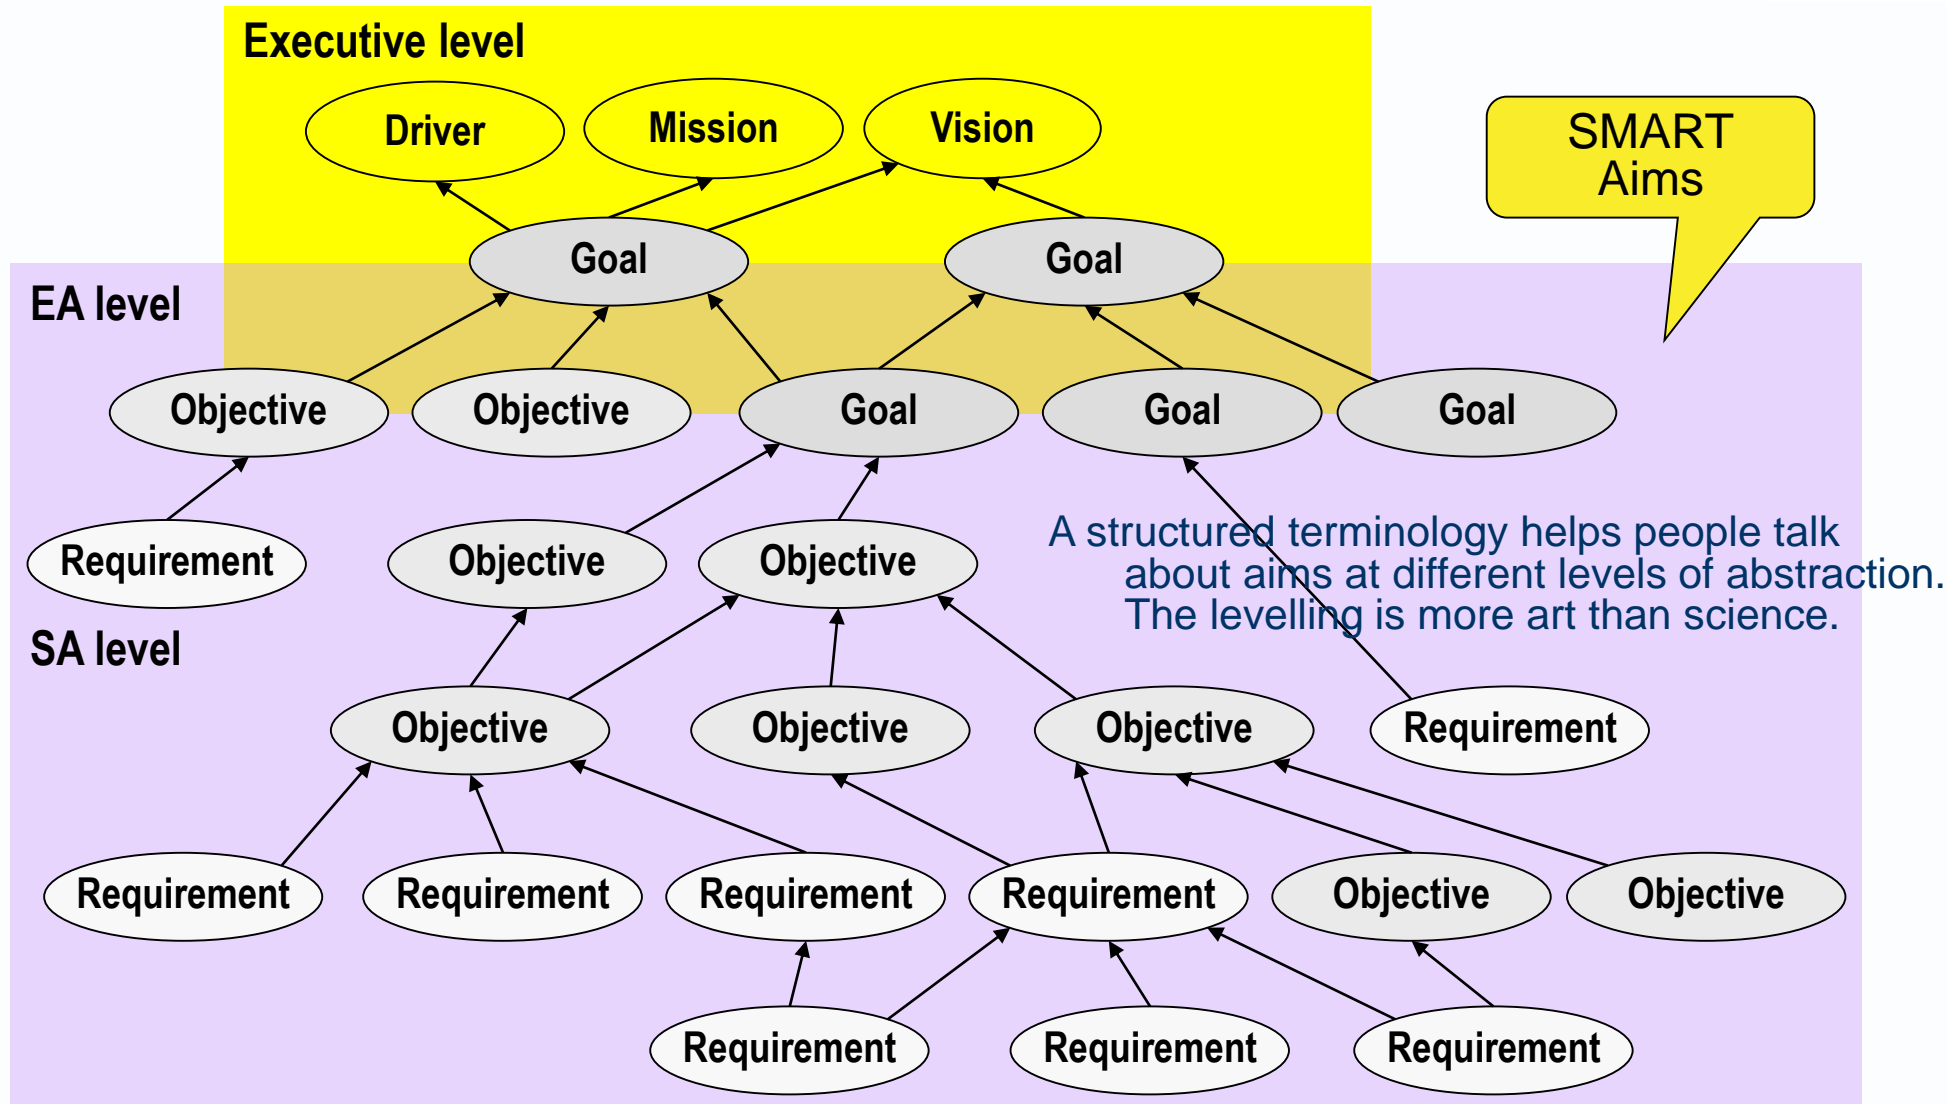 Executive level
Driver
Mission
Vision
SMART
Aims
Goal
Goal
EA level
Objective
Objective
Goal
Goal
Goal
Requirement
Objective
Objective
A structured terminology helps people talk
about aims at different levels of abstraction.
The levelling is more art than science.
SA level
Objective
Objective
Objective
Requirement
Requirement
Requirement
Requirement
Requirement
Objective
Objective
Requirement
Requirement
Requirement